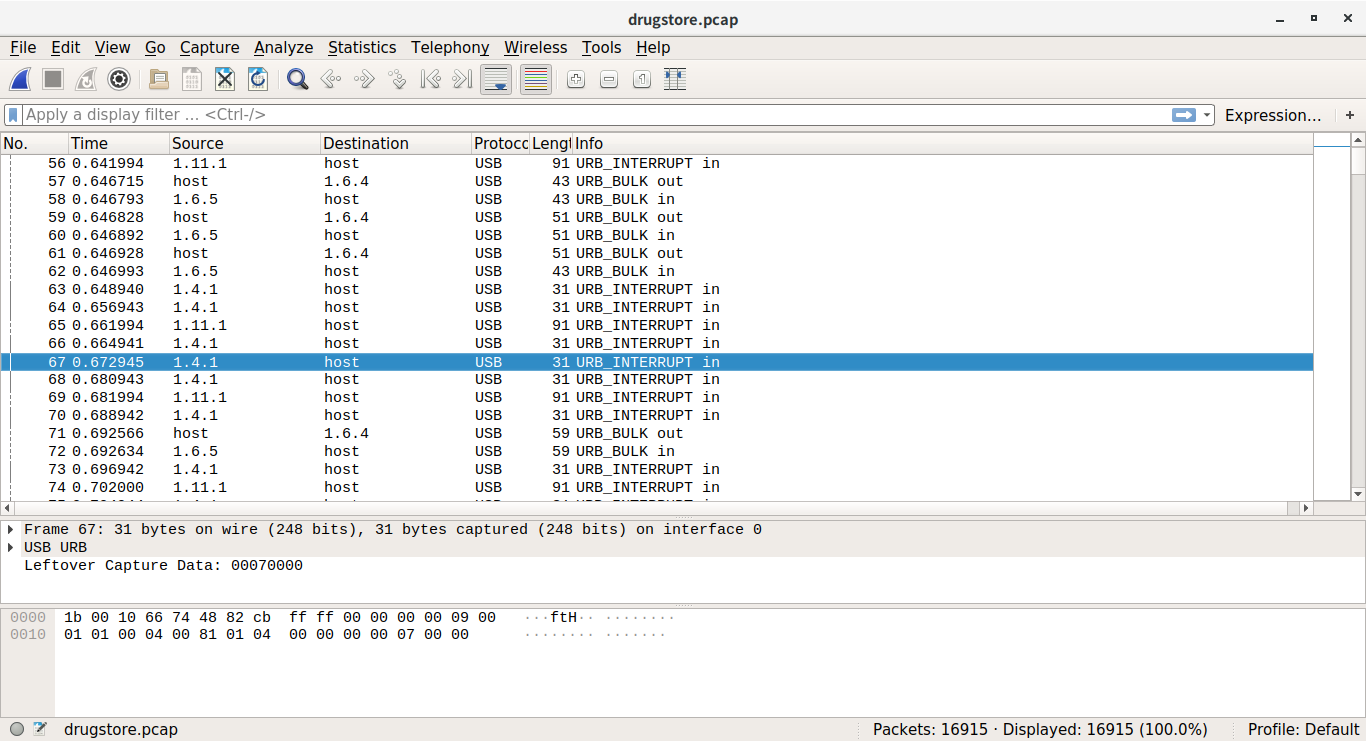 drugstore.pcap
File Edit View Go Capture Analyze Statistics Telephony Wireless Tools Help
Apply a display filter ... <Ctrl-/> Expression... +
No. Time Source Destination Protocc Lengt Info
56 0.641994 1.11.1 host USB 91 URB_INTERRUPT in
57 0.646715 host 1.6.4 USB 43 URB_BULK out
58 0.646793 1.6.5 host USB 43 URB_BULK in
59 0.646828 host 1.6.4 USB 51 URB_BULK out
60 0.646892 1.6.5 host USB 51 URB_BULK in
61 0.646928 host 1.6.4 USB 51 URB_BULK out
62 0.646993 1.6.5 host USB 43 URB_BULK in
63 0.648940 1.4.1 host USB 31 URB_INTERRUPT in
64 0.656943 1.4.1 host USB 31 URB_INTERRUPT in
65 0.661994 1.11.1 host USB 91 URB_INTERRUPT in
66 0.664941 1.4.1 host USB 31 URB_INTERRUPT in
67 0.672945 1.4.1 host USB 31 URB_INTERRUPT in
68 0.680943 1.4.1 host USB 31 URB_INTERRUPT in
69 0.681994 1.11.1 host USB 91 URB_INTERRUPT in
70 0.688942 1.4.1 host USB 31 URB_INTERRUPT in
71 0.692566 host 1.6.4 USB 59 URB_BULK out
72 0.692634 1.6.5 host USB 59 URB_BULK in
73 0.696942 1.4.1 host USB 31 URB_INTERRUPT in
74 0.702000 1.11.1 host USB 91 URB_INTERRUPT in
Frame 67: 31 bytes on wire (248 bits), 31 bytes captured (248 bits) on interface 0
USB URB
Leftover Capture Data: 00070000
0000 1b 00 10 66 74 48 82 cb ff ff 00 00 00 00 09 00 ···ftH·· ········
0010 01 01 00 04 00 81 01 04 00 00 00 00 07 00 00 ········ ·······
drugstore.pcap Packets: 16915 · Displayed: 16915 (100.0%) Profile: Default